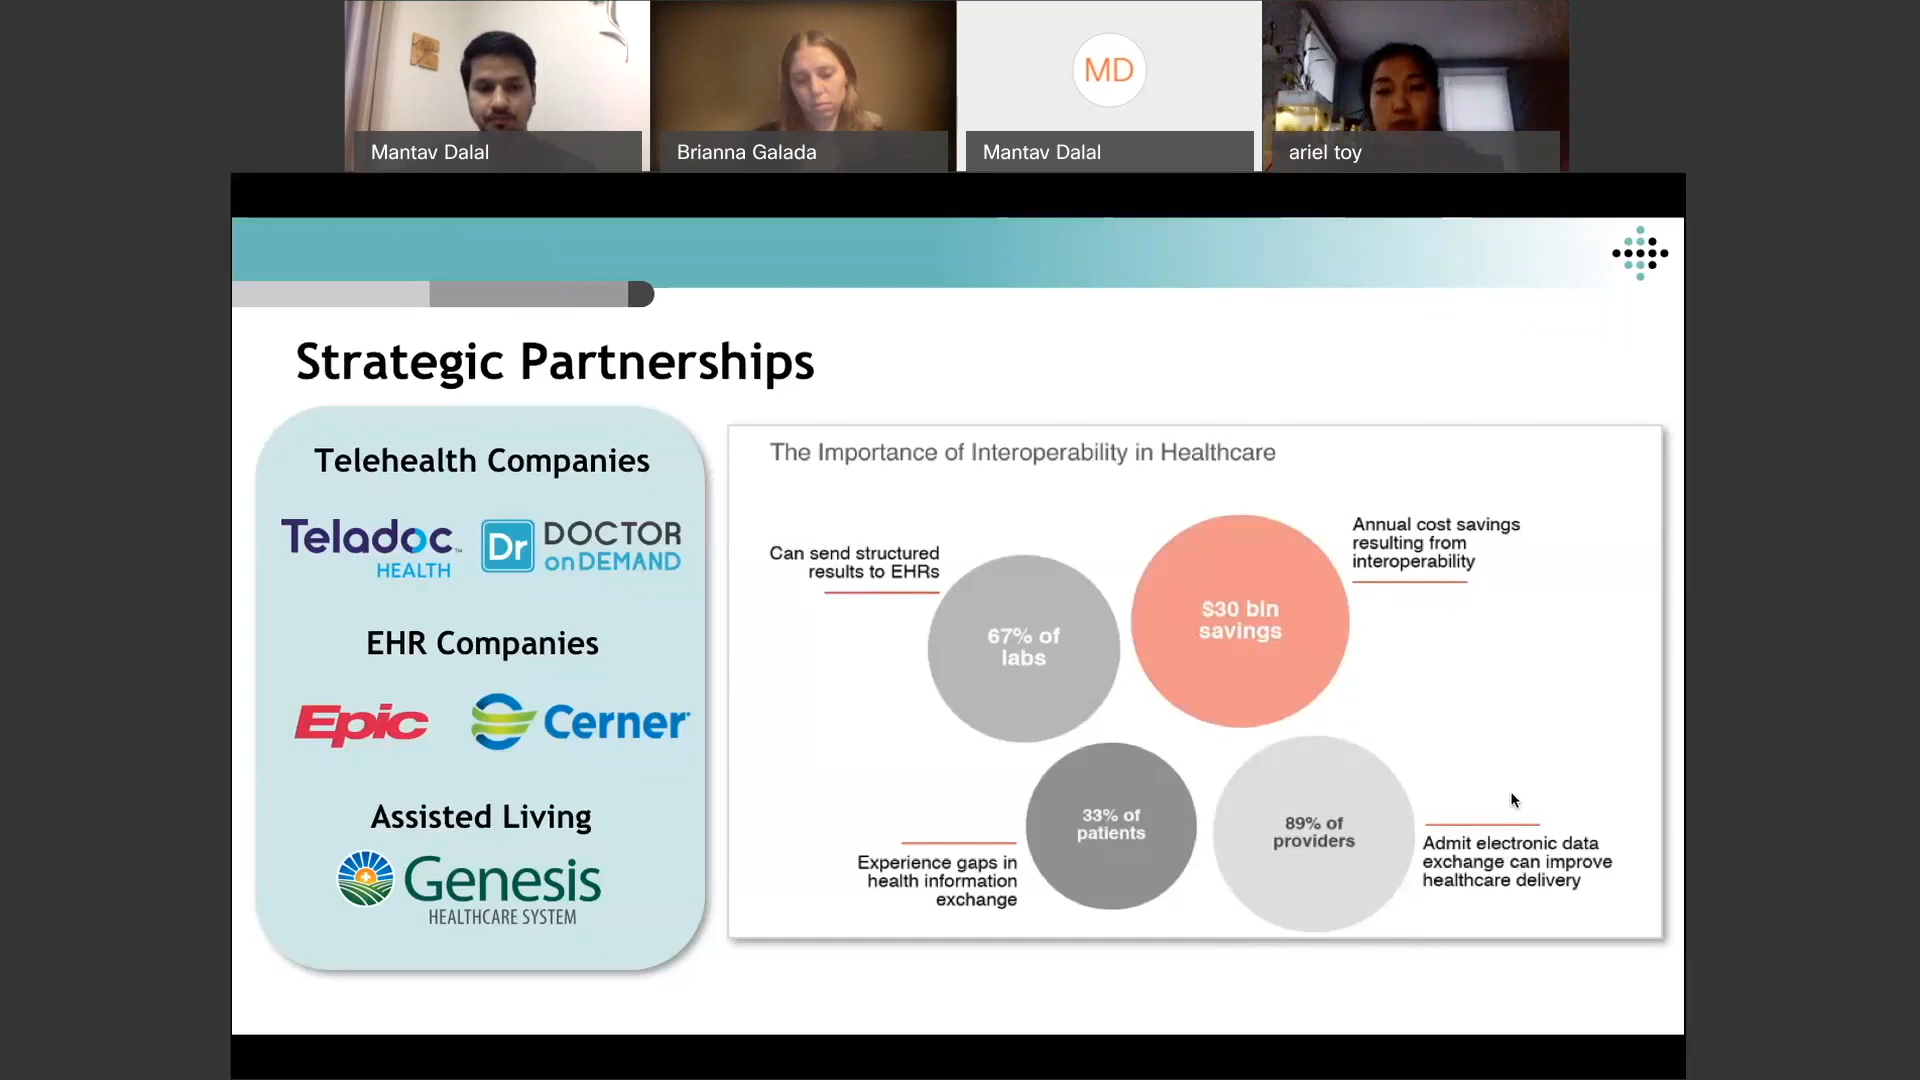 Mantav Dalal
Brianna Galada
MD
Mantav Dalal
ariel toy
Strategic Partnerships
Telehealth Companies
Teladoc™
HEALTH
Dr
DOCTOR
onDEMAND
EHR Companies
Epic
Cerner
Assisted Living
Genesis
HEALTHCARE SYSTEM
The Importance of Interoperability in Healthcare
Can send structured
results to EHRs
67% of
labs
$30 bln
savings
Annual cost savings
resulting from
interoperability
Experience gaps in
health information
exchange
33% of
patients
89% of
providers
Admit electronic data
exchange can improve
healthcare delivery